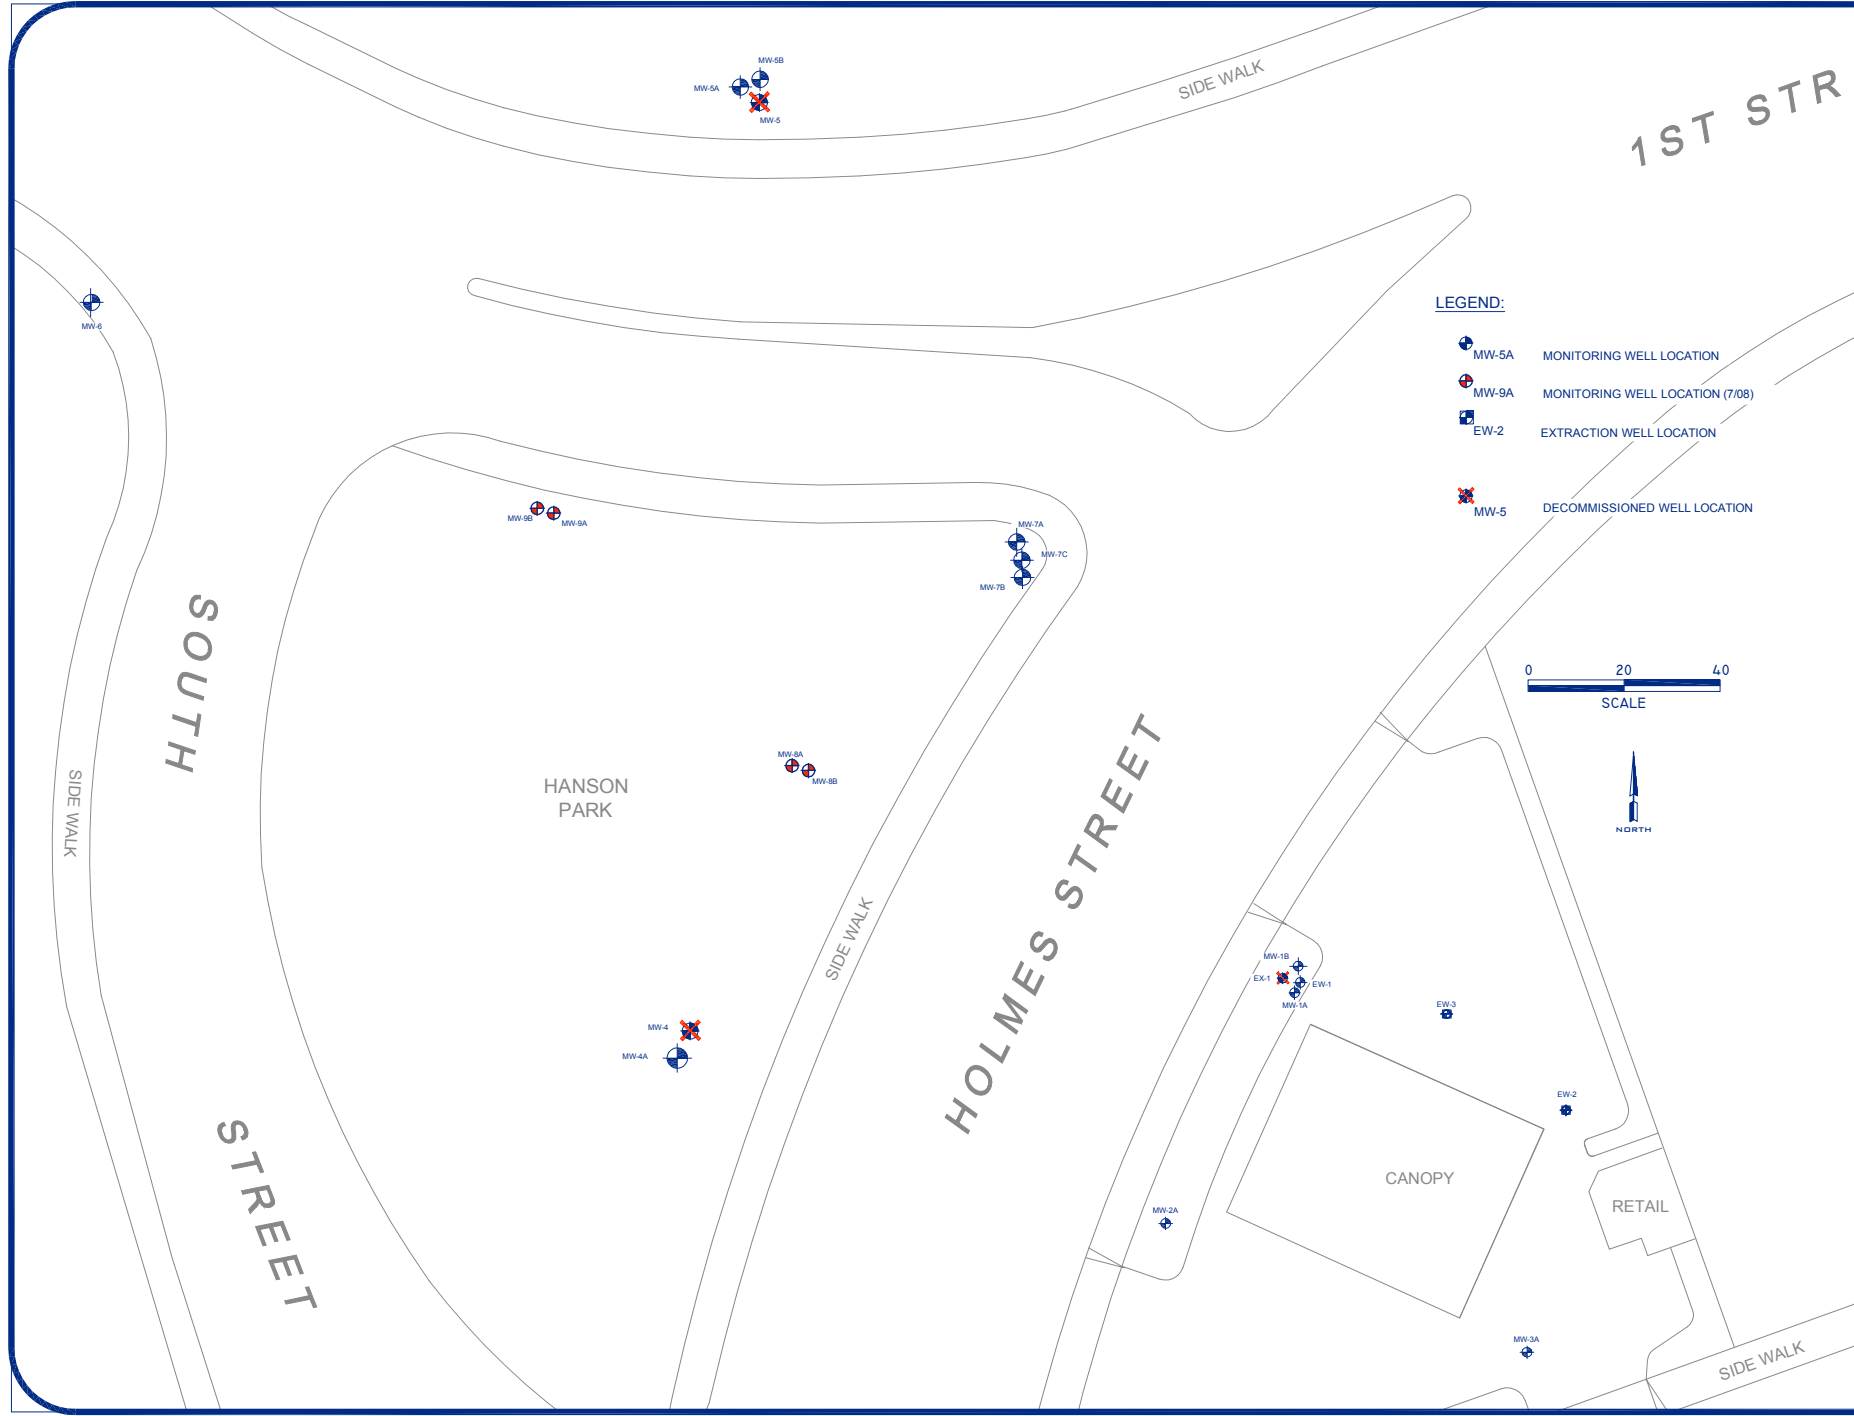 MW-5B
MW-5A
MW-5
SIDE WALK
1ST STR
MW-6
LEGEND:
MW-5A MONITORING WELL LOCATION
MW-9A MONITORING WELL LOCATION (7/08)
EW-2 EXTRACTION WELL LOCATION
MW-5 DECOMMISSIONED WELL LOCATION
MW-9B
MW-9A
MW-7A
MW-7C
MW-7B
SOUTH
STREET
SIDE WALK
0 20 40
SCALE
NORTH
MW-8A
MW-8B
HANSON
PARK
HOLMES STREET
SIDE WALK
MW-1B
EX-1
EW-1
MW-1A
EW-3
MW-4
MW-4A
EW-2
CANOPY
RETAIL
MW-2A
MW-3A
SIDE WALK